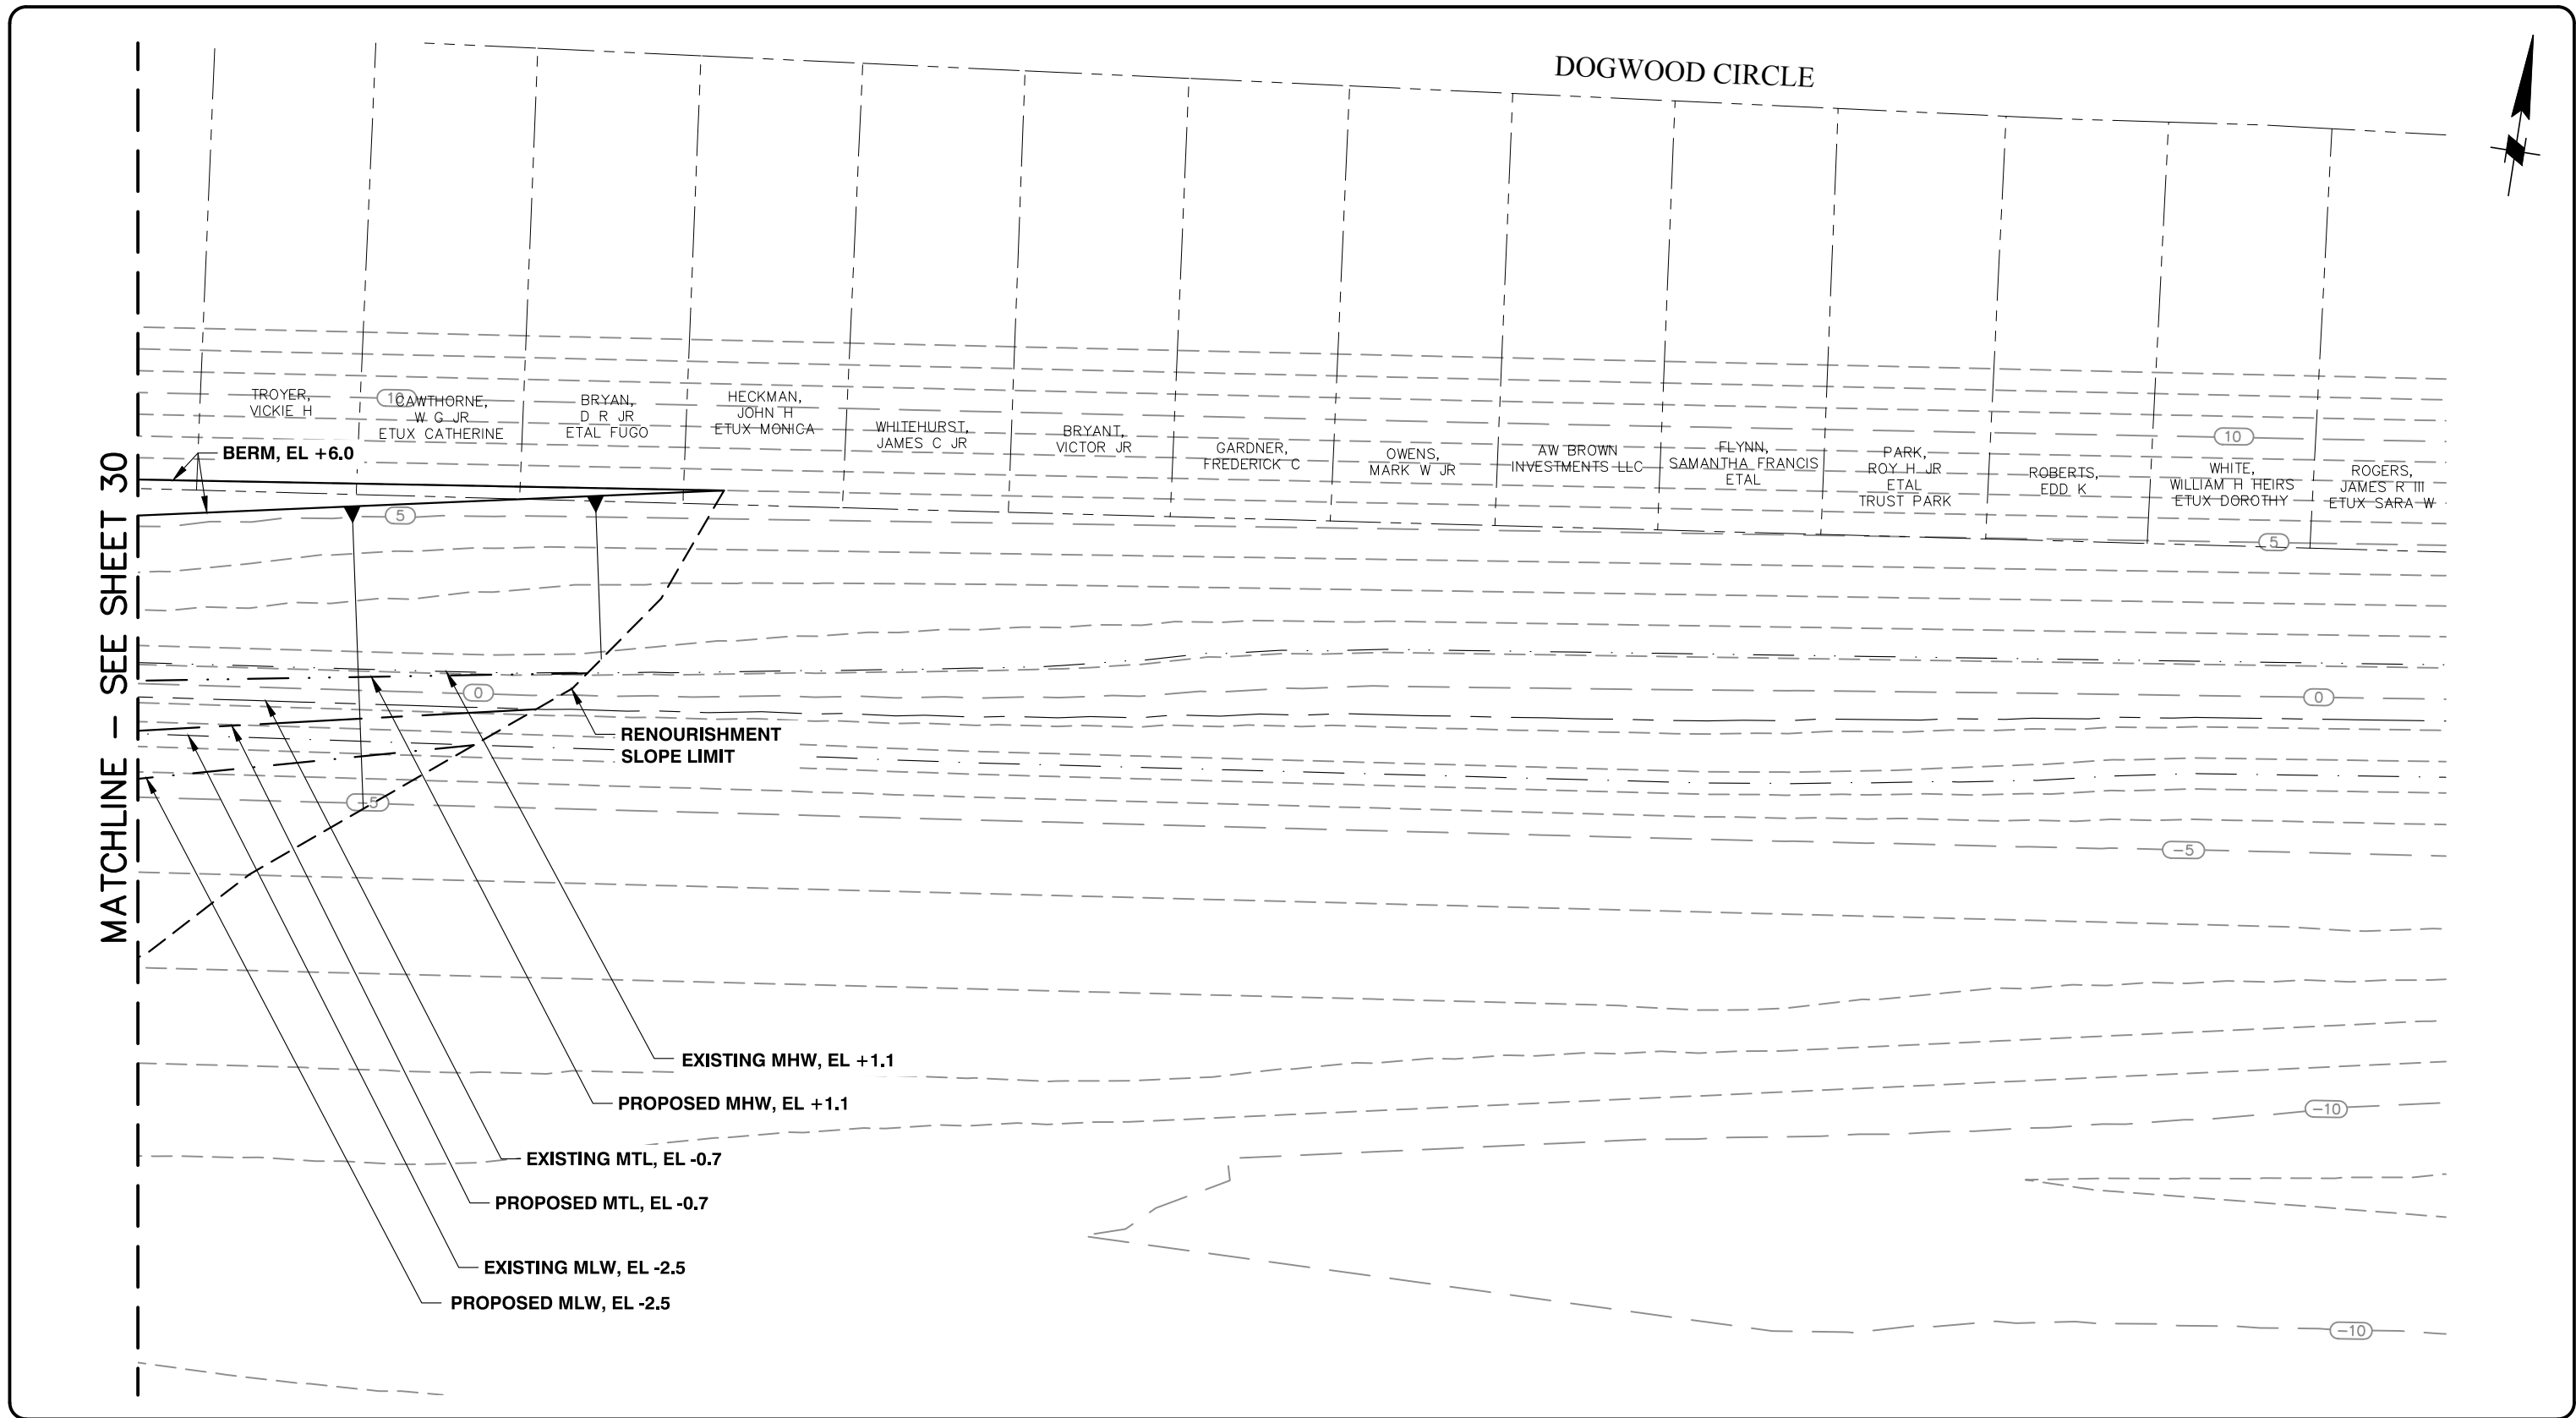 DOGWOOD CIRCLE
MATCHLINE – SEE SHEET 30
TROYER,
VICKIE H
10
CAWTHORNE,
W G JR
ETUX CATHERINE
BRYAN,
D R JR
ETAL FUGO
HECKMAN,
JOHN H
ETUX MONICA
WHITEHURST,
JAMES C JR
BRYANT,
VICTOR JR
GARDNER,
FREDERICK C
OWENS,
MARK W JR
AW BROWN
INVESTMENTS LLC
FLYNN,
SAMANTHA FRANCIS
ETAL
PARK,
ROY H JR
ETAL
TRUST PARK
ROBERTS,
EDD K
10
WHITE,
WILLIAM H HEIRS
ETUX DOROTHY
ROGERS,
JAMES R III
ETUX SARA W
BERM, EL +6.0
5
5
0
0
RENOURISHMENT
SLOPE LIMIT
-5
-5
EXISTING MHW, EL +1.1
PROPOSED MHW, EL +1.1
-10
EXISTING MTL, EL -0.7
PROPOSED MTL, EL -0.7
EXISTING MLW, EL -2.5
PROPOSED MLW, EL -2.5
-10